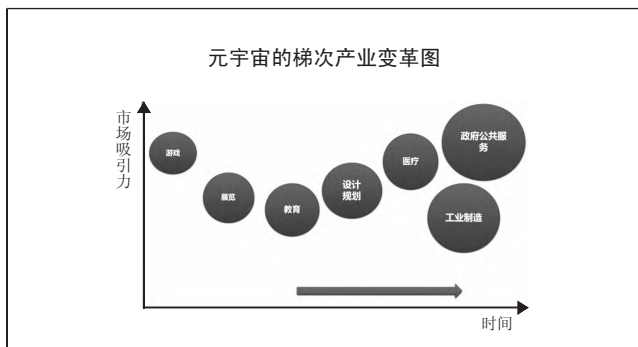 元宇宙的梯次产业变革图
市场吸引力
游戏
展览
教育
设计
规划
医疗
政府公共服
务
工业制造
时间